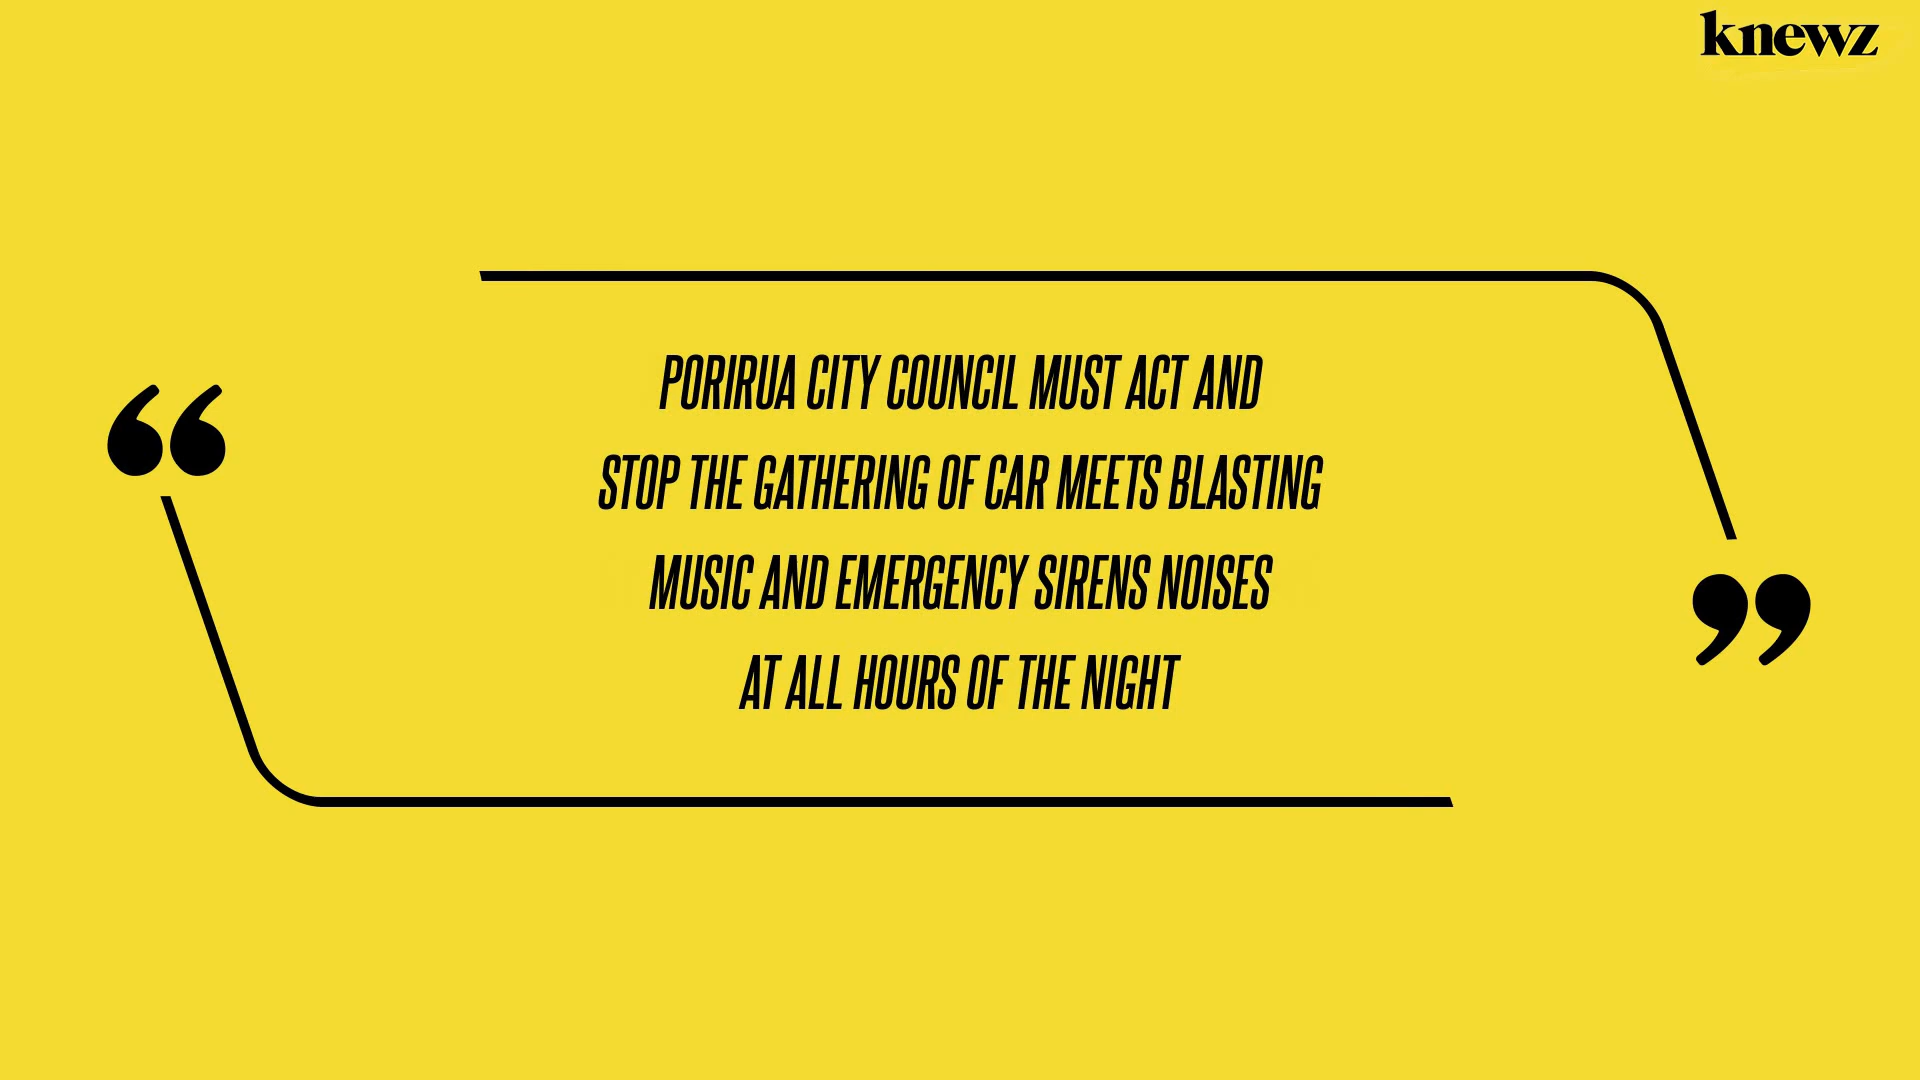 knewz
“
PORIRUA CITY COUNCIL MUST ACT AND
STOP THE GATHERING OF CAR MEETS BLASTING
MUSIC AND EMERGENCY SIRENS NOISES
AT ALL HOURS OF THE NIGHT
”